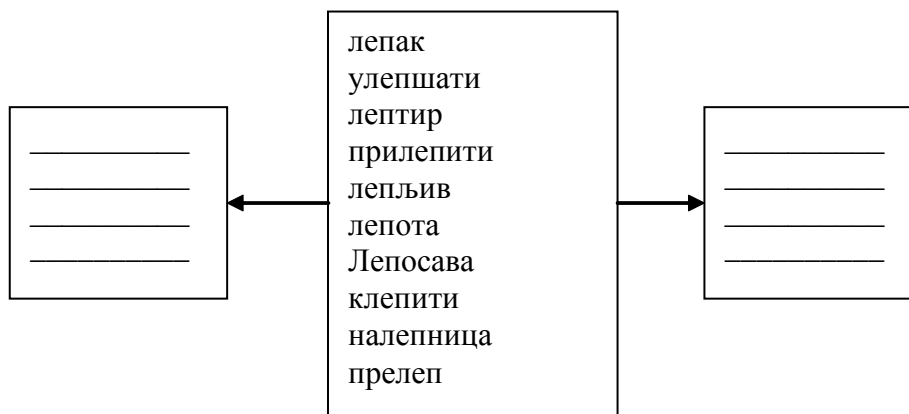 лепак
улепшати
лептир
прилепити
лепљив
лепота
Лепосава
клепити
налепница
прелеп